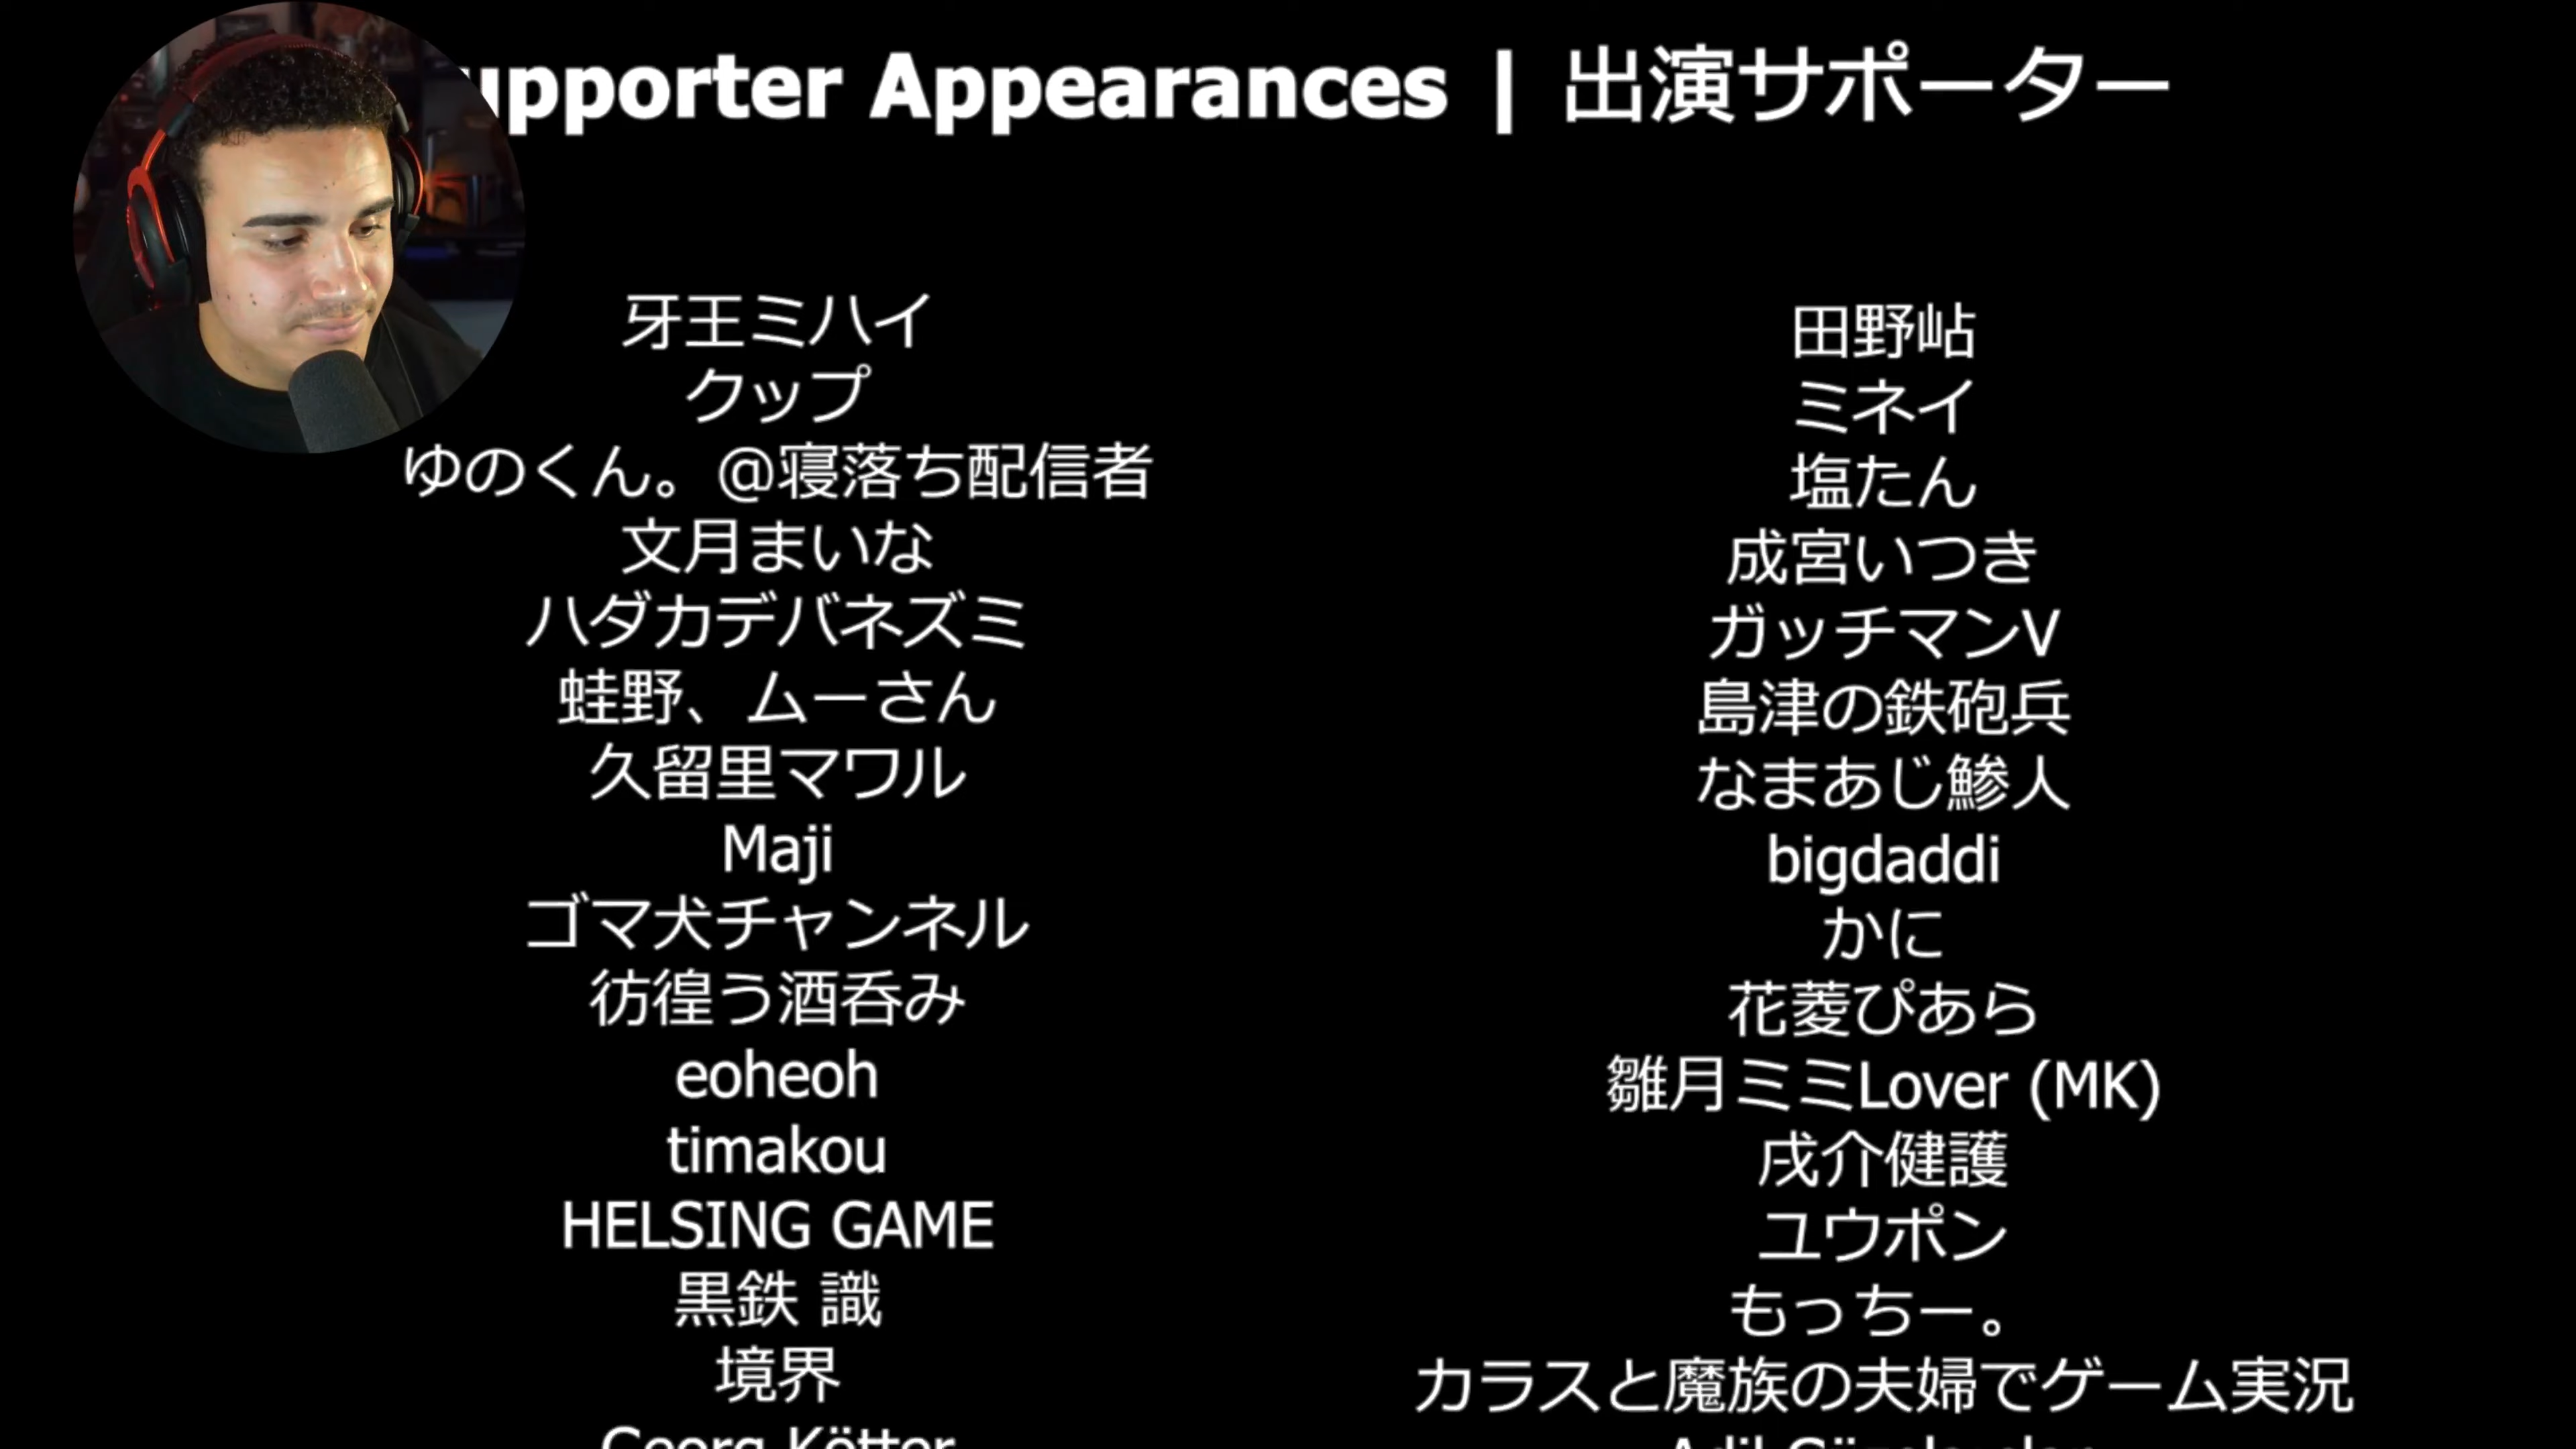 upporter Appearances | 出演サポーター
牙王ミハイ
クップ
ゆのくん。@寝落ち配信者
文月まいな
ハダカデバネズミ
蛙野、ムーさん
久留里マワル
Maji
ゴマ犬チャンネル
彷徨う酒呑み
eoheoh
timakou
HELSING GAME
黒鉄 識
境界
Georg Kötter
田野岾
ミネイ
塩たん
成宮いつき
ガッチマンV
島津の鉄砲兵
なまあじ鯵人
bigdaddi
かに
花菱ぴあら
雛月ミミLover (MK)
戌介健護
ユウポン
もっちー。
カラスと魔族の夫婦でゲーム実況